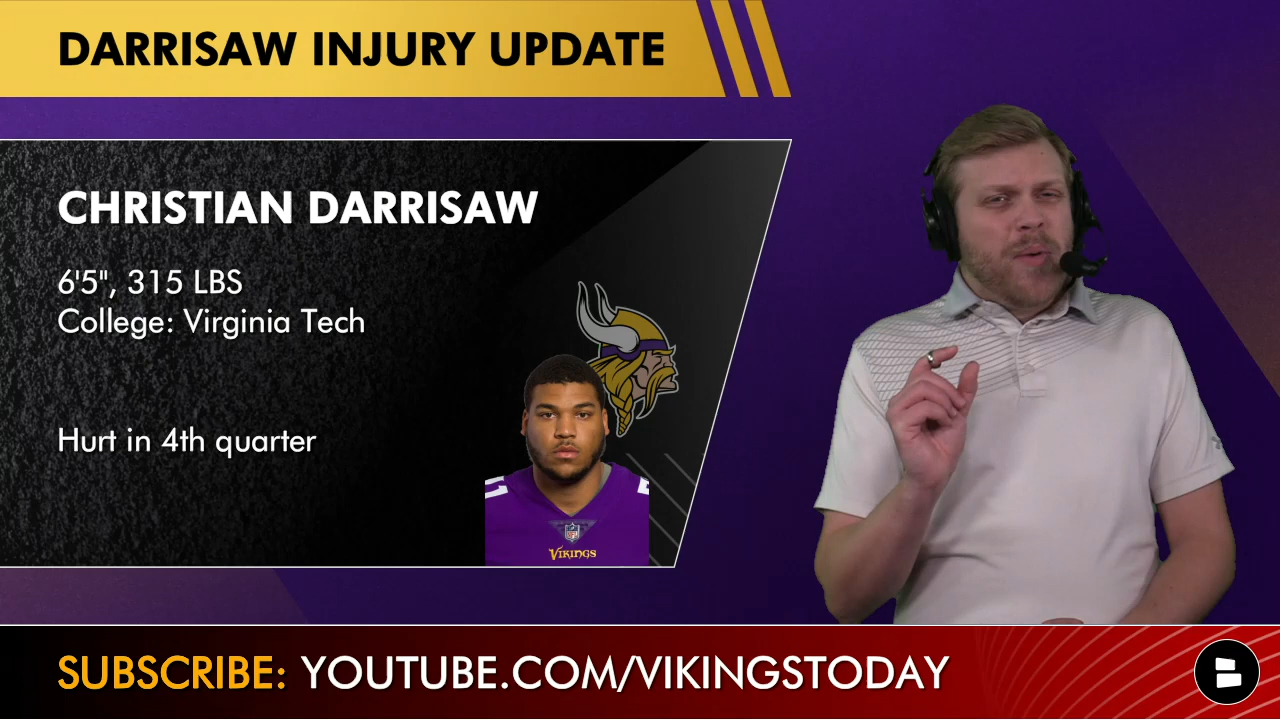 DARRISAW INJURY UPDATE
CHRISTIAN DARRISAW
6'5", 315 LBS
College: Virginia Tech
Hurt in 4th quarter
VIKINGS
SUBSCRIBE: YOUTUBE.COM/VIKINGSTODAY